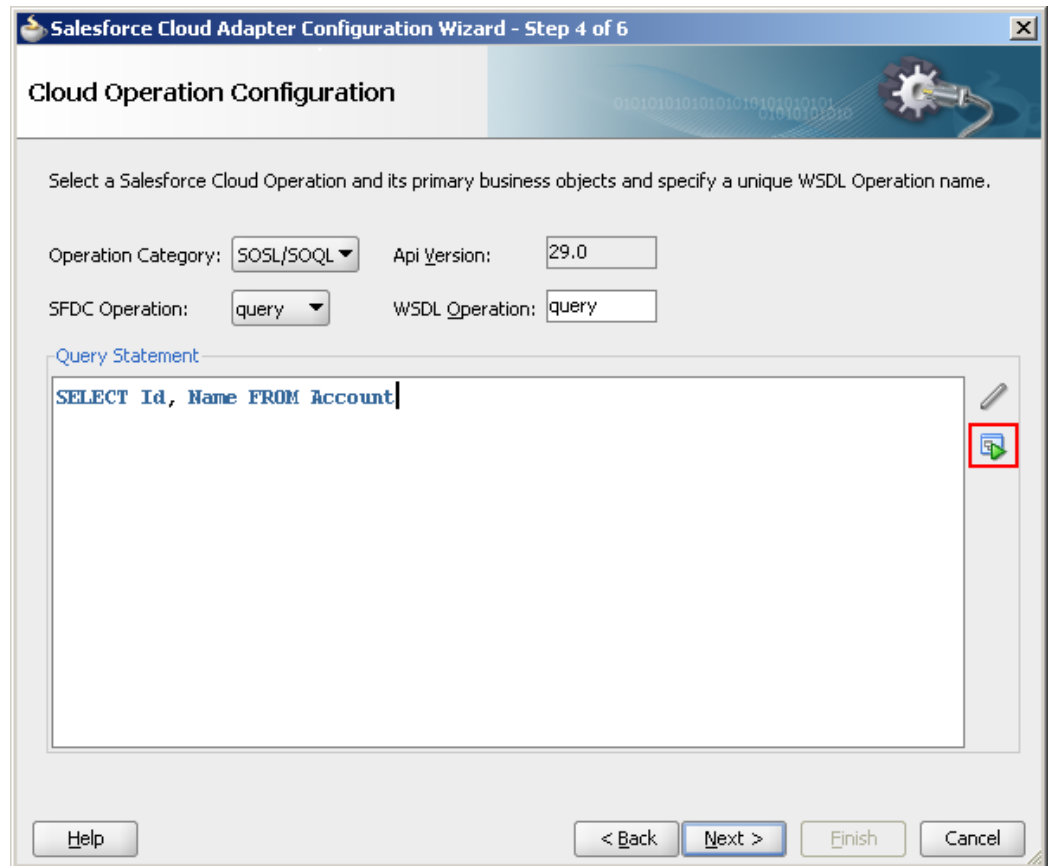 Salesforce Cloud Adapter Configuration Wizard - Step 4 of 6
Cloud Operation Configuration
Select a Salesforce Cloud Operation and its primary business objects and specify a unique WSDL Operation name.
Operation Category: SOSL/SOQL Api Version: 29.0
SFDC Operation: query WSDL Operation: query
Query Statement
SELECT Id, Name FROM Account
Help < Back Next > Finish Cancel